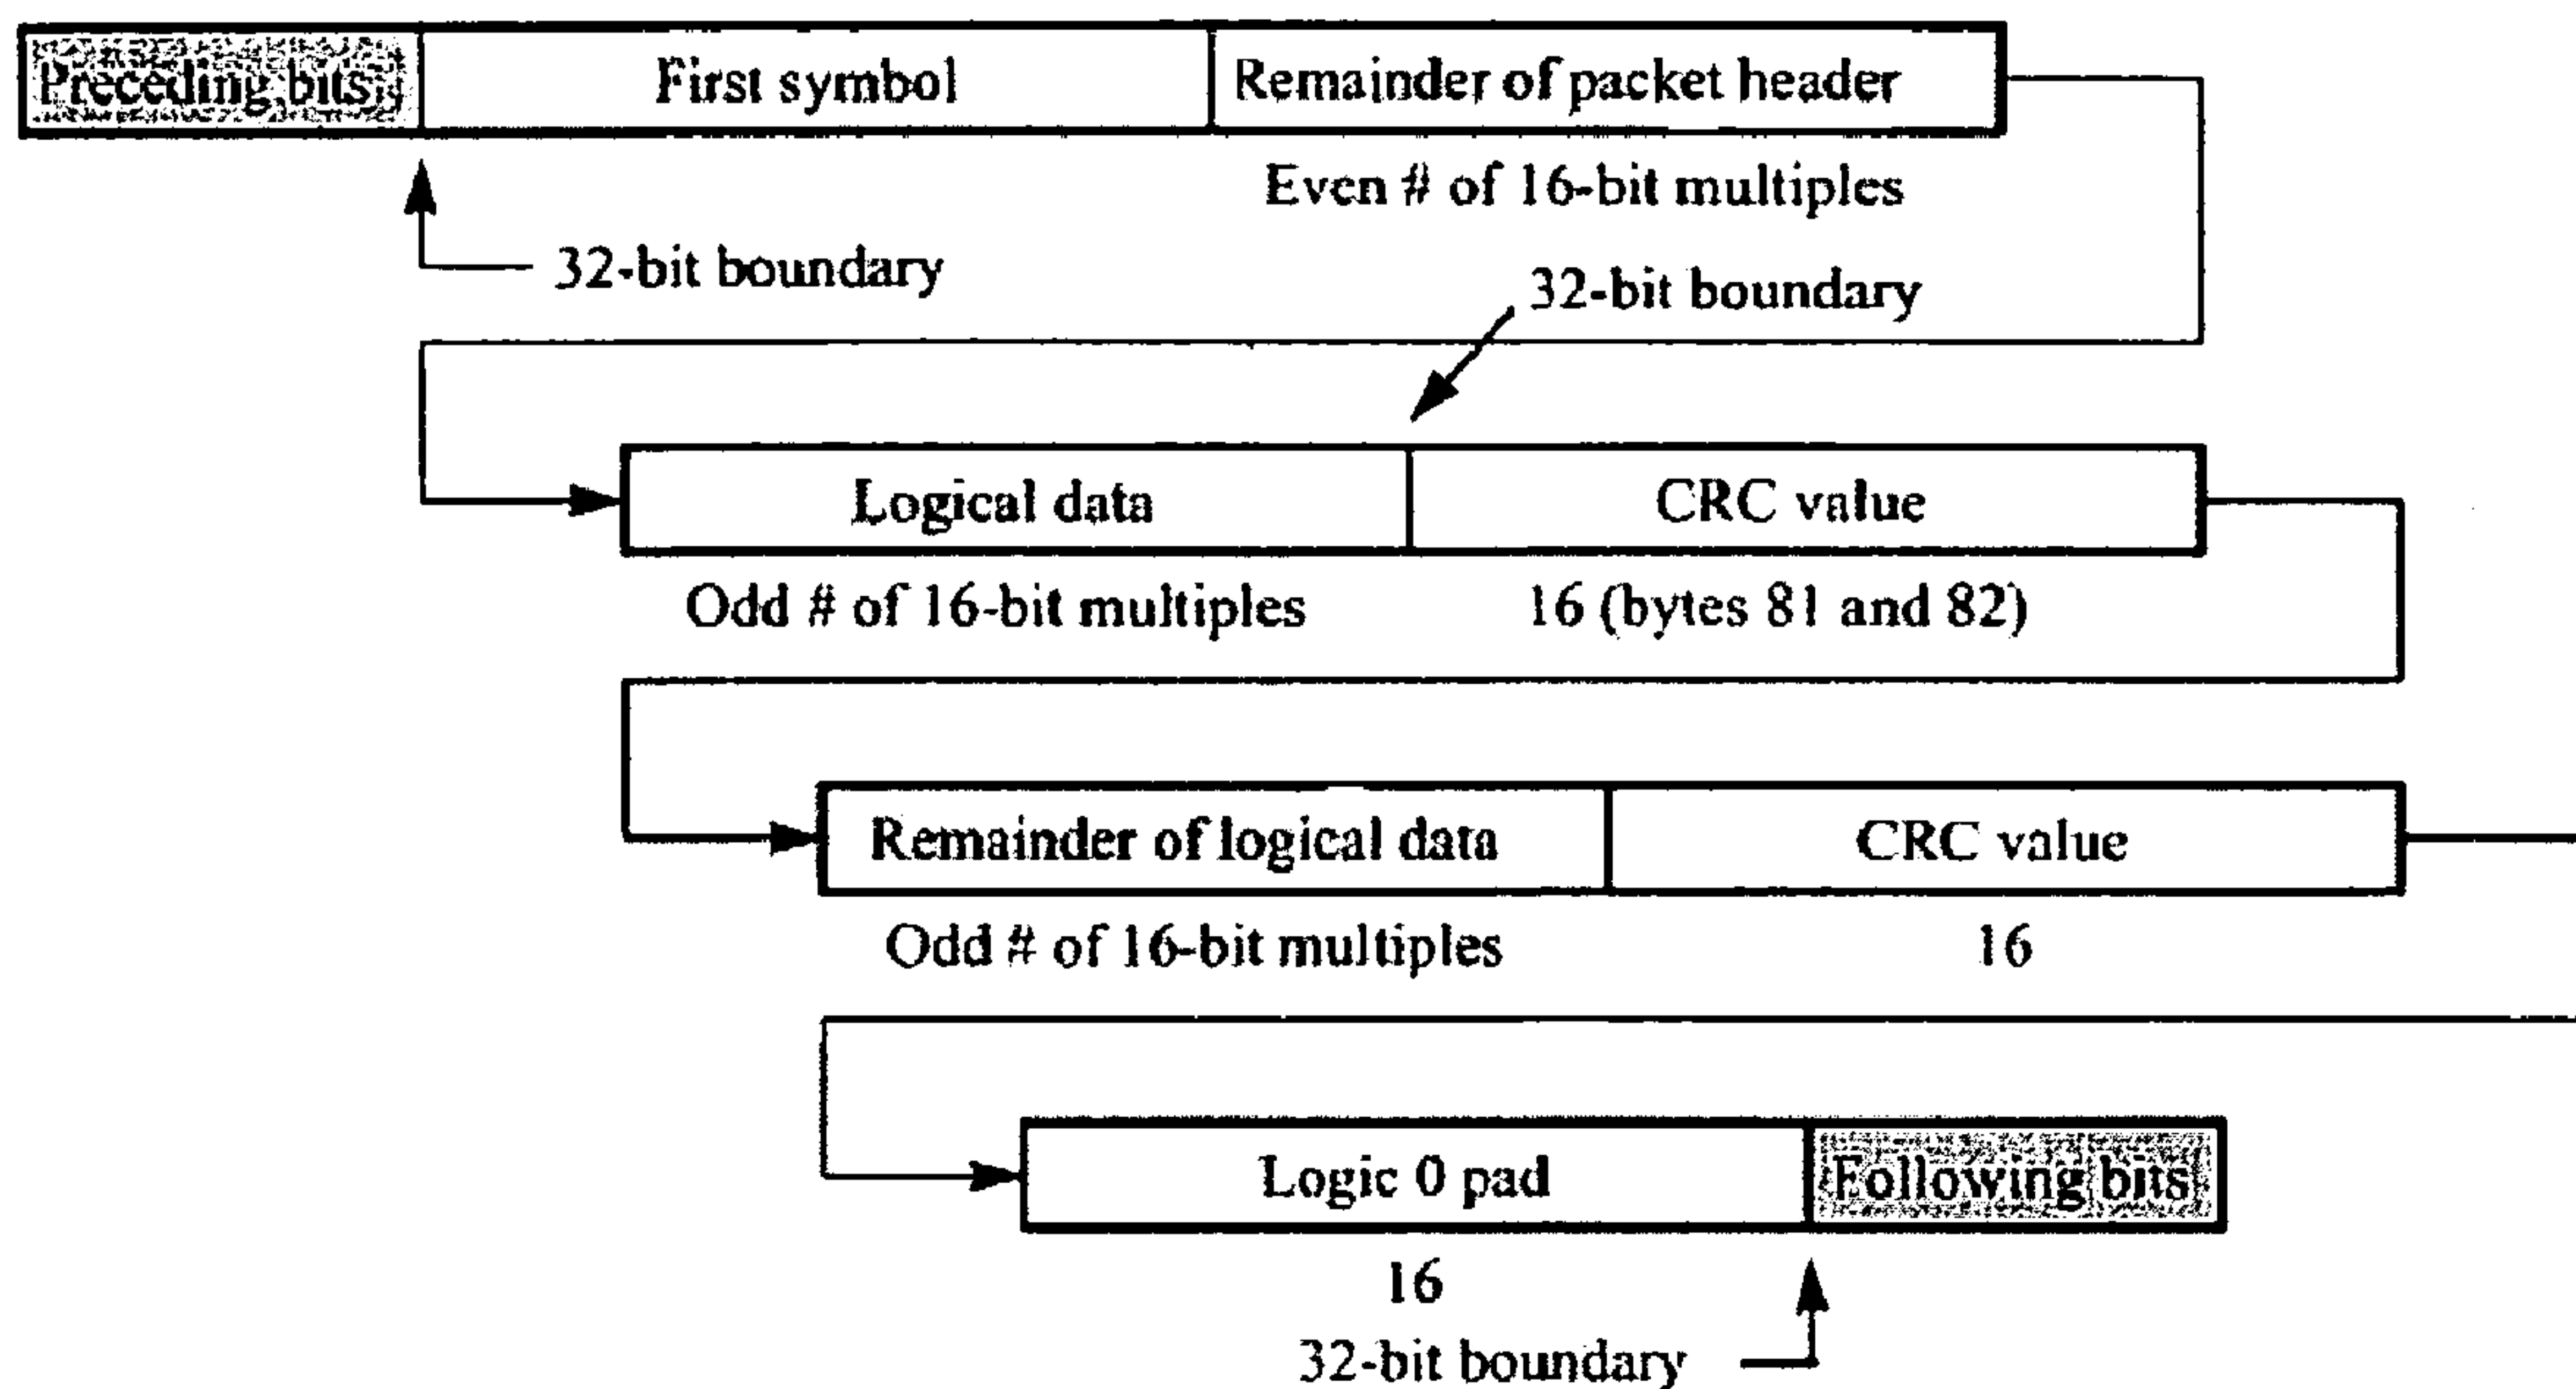 Preceding bits
First symbol
Remainder of packet header
Even # of 16-bit multiples
32-bit boundary
32-bit boundary
Logical data
CRC value
Odd # of 16-bit multiples
16 (bytes 81 and 82)
Remainder of logical data
CRC value
Odd # of 16-bit multiples
16
Logic 0 pad
Following bits
16
32-bit boundary